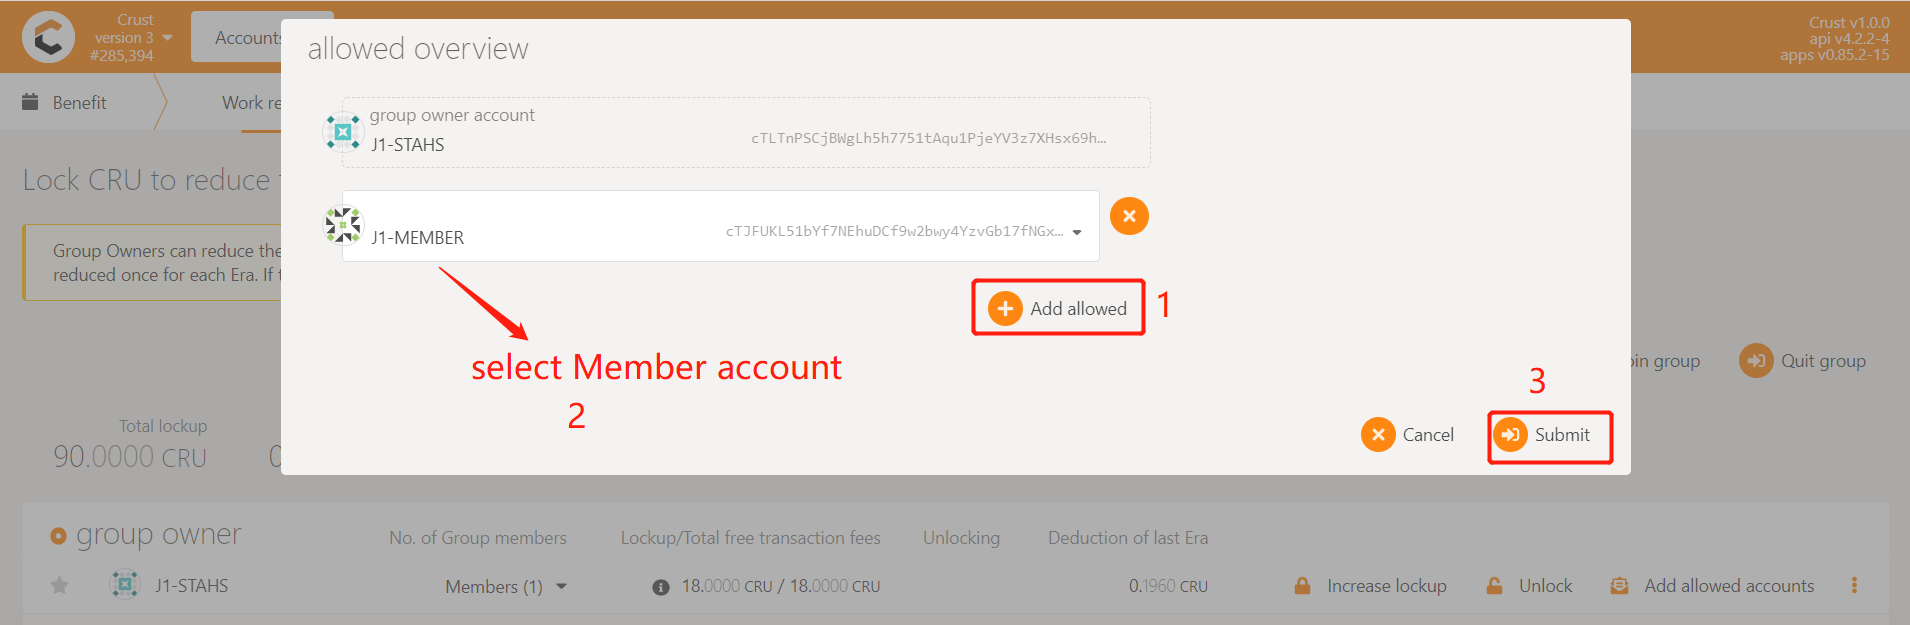 Crust
version 3
#285,394
Accounts
Crust v1.0.0
api v4.2.2-4
apps v0.85.2-15
allowed overview
Benefit
Work re
group owner account
J1-STAHS
cTLTnPSCjBWgLh5h7751tAqu1PjeYV3z7XHsx69h…
Lock CRU to reduce
J1-MEMBER
cTJFUKL51bYf7NEhuDCf9w2bwy4YzvGb17fNGx…
Group Owners can reduce the
reduced once for each Era. If
Add allowed
1
select Member account
2
in group
Quit group
3
Total lockup
90.0000 CRU
Cancel
Submit
group owner
No. of Group members
Lockup/Total free transaction fees
Unlocking
Deduction of last Era
J1-STAHS
Members (1)
18.0000 CRU / 18.0000 CRU
0.1960 CRU
Increase lockup
Unlock
Add allowed accounts